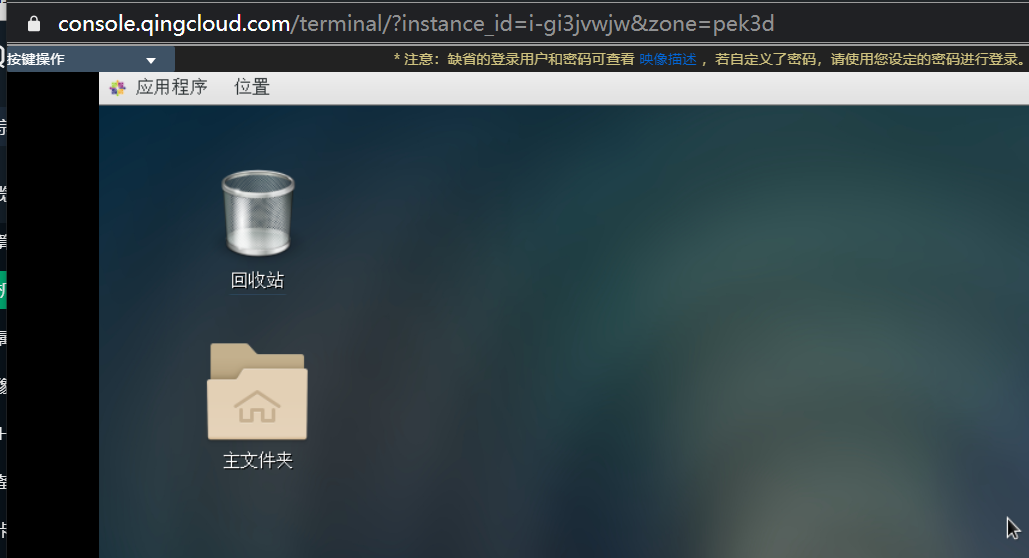 console.qingcloud.com/terminal/?instance_id=i-gi3jvwjw&zone=pek3d
按键操作
* 注意：缺省的登录用户和密码可查看 映像描述 ，若自定义了密码，请使用您设定的密码进行登录。
应用程序 位置
回收站
主文件夹